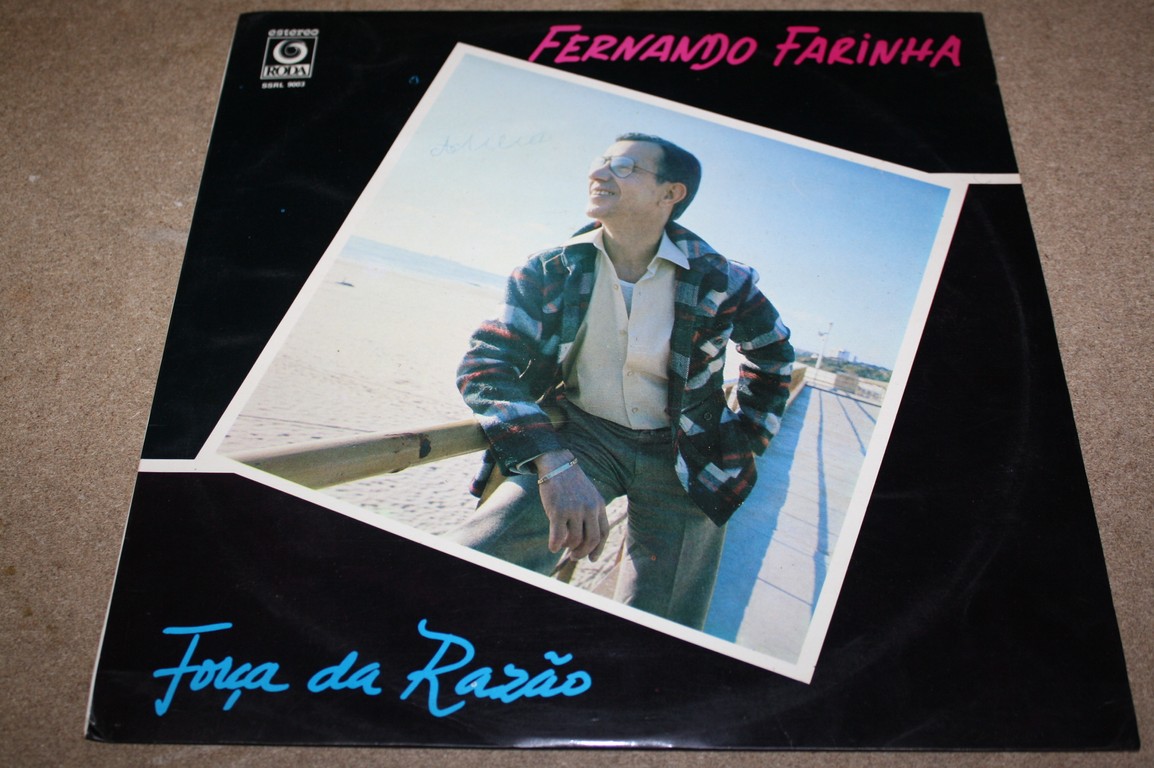 estereo
RODA
SSRL 9003
FERNANDO FARINHA
Força da Razão